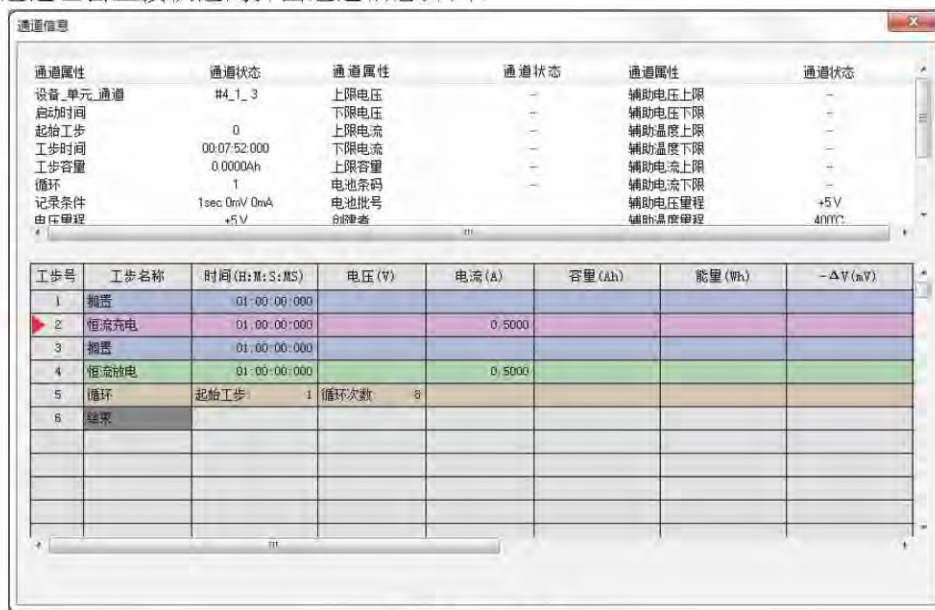 通道信息
通道属性 通道状态 通道属性 通道状态 通道属性 通道状态
设备_单元_通道 #4_1_3 上限电压 -- 辅助电压上限 --
启动时间 下限电压 -- 辅助电压下限 --
起始工步 0 上限电流 -- 辅助温度上限 --
工步时间 00:07:52:000 下限电流 -- 辅助温度下限 --
工步容量 0.0000Ah 上限容量 -- 辅助电流上限 --
循环 1 电池条码 -- 辅助电流下限 --
记录条件 1sec 0mV 0mA 电池批号 辅助电压量程 +5V
电压量程 +5V 创建者 辅助温度里程 400℃
工步号 工步名称 时间(H:M:S:MS) 电压(V) 电流(A) 容量(Ah) 能量(Wh) -ΔV(mV)
1 搁置 01:00:00:000
2 恒流充电 01:00:00:000 0.5000
3 搁置 01:00:00:000
4 恒流放电 01:00:00:000 0.5000
5 循环 起始工步: 1 循环次数: 8
6 结束